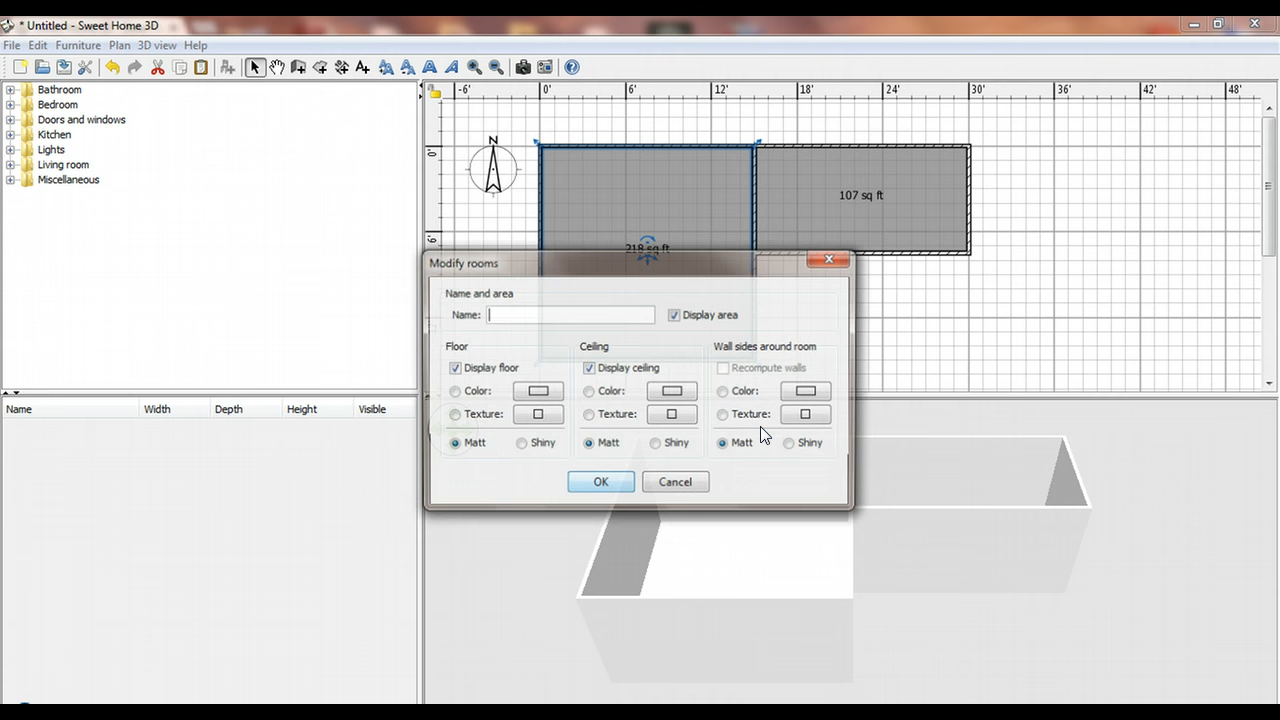 * Untitled - Sweet Home 3D
File Edit Furniture Plan 3D view Help
Bathroom
Bedroom
Doors and windows
Kitchen
Lights
Living room
Miscellaneous
-6' 0' 6' 12' 18' 24' 30' 36' 42' 48'
0'
6'
N
107 sq ft
218 sq ft
Modify rooms
Name and area
Name:
Display area
Floor
Ceiling
Wall sides around room
Display floor
Display ceiling
Recompute walls
Color:
Color:
Color:
Texture:
Texture:
Texture:
Matt
Shiny
Matt
Shiny
Matt
Shiny
OK
Cancel
Name Width Depth Height Visible